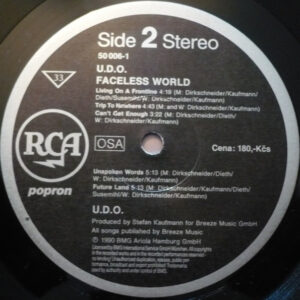 Side 2 Stereo
50 006-1
33
U.D.O.
FACELESS WORLD
Living On A Frontline 4:19 (M: Dirkschneider/Kaufmann/
Dieth/Susemihl/W: Dirkschneider/Kaufmann)
Trip To Nowhere 4:43 (M: and W: Dirkschneider/Kaufmann)
Can't Get Enough 3:22 (M: Dirkschneider/Dieth/
W: Dirkschneider/Kaufmann)
RCA
popron
OSA
Cena: 180,-Kčs
Unspoken Words 5:13 (M: Dirkschneider/Kaufmann/Dieth/
W: Dirkschneider/Kaufmann)
Future Land 5:13 (M: Dirkschneider/Kaufmann/Dieth/
Susemihl/W: Dirkschneider/Kaufmann)
U.D.O.
Produced by Stefan Kaufmann for Breeze Music GmbH
All songs published by Breeze Music
℗ 1990 BMG Ariola Hamburg GmbH